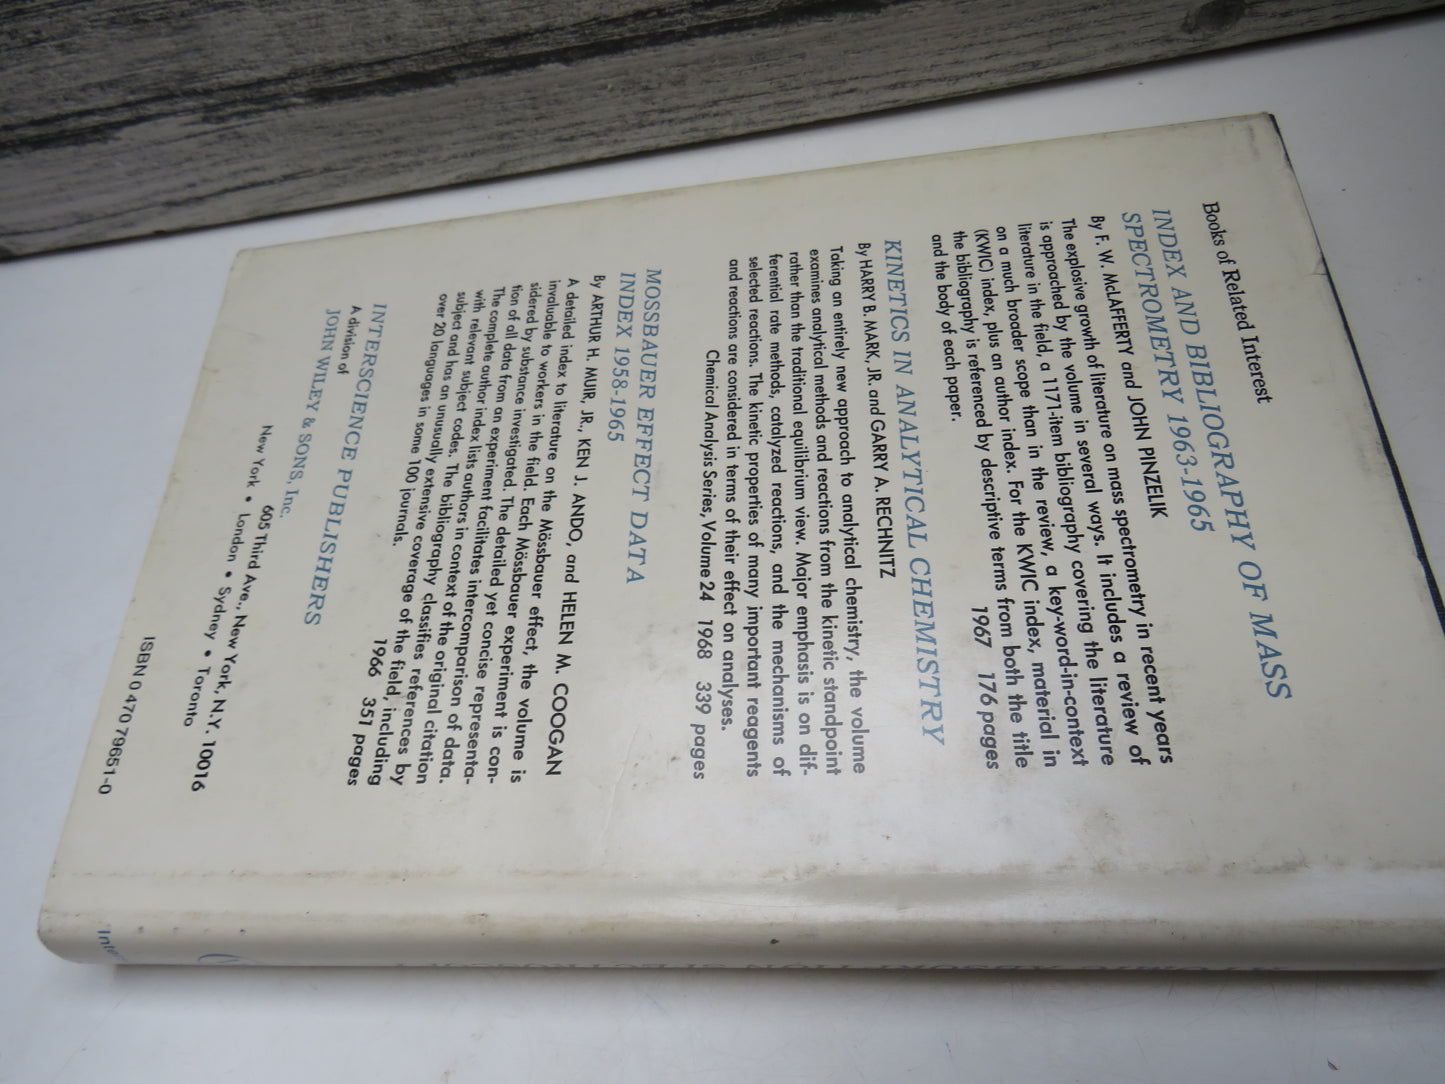 Books of Related Interest
INDEX AND BIBLIOGRAPHY OF MASS
SPECTROMETRY 1963-1965
By F. W. McLAFFERTY and JOHN PINZELIK
The explosive growth of literature on mass spectrometry in recent years
is approached by the volume in several ways. It includes a review of
literature in the field, a 1171-item bibliography covering the literature
on a much broader scope than in the review, a key-word-in-context
(KWIC) index, plus an author index. For the KWIC index, material in
the bibliography is referenced by descriptive terms from both the title
and the body of each paper.
1967 176 pages
KINETICS IN ANALYTICAL CHEMISTRY
By HARRY B. MARK, JR. and GARRY A. RECHNITZ
Taking an entirely new approach to analytical chemistry, the volume
examines analytical methods and reactions from the kinetic standpoint
rather than the traditional equilibrium view. Major emphasis is on dif-
ferential rate methods, catalyzed reactions, and the mechanisms of
selected reactions. The kinetic properties of many important reagents
and reactions are considered in terms of their effect on analyses.
Chemical Analysis Series, Volume 24 1968 339 pages
MOSSBAUER EFFECT DATA
INDEX 1958-1965
By ARTHUR H. MUIR, JR., KEN J. ANDO, and HELEN M. COOGAN
A detailed index to literature on the Mössbauer effect, the volume is
invaluable to workers in the field. Each Mössbauer experiment is con-
sidered by substance investigated. The detailed yet concise representa-
tion of all data from an experiment facilitates intercomparison of data.
The complete author index lists authors in context of the original citation
with relevant subject codes. The bibliography classifies references by
subject and has an unusually extensive coverage of the field, including
over 20 languages in some 100 journals.
1966 351 pages
INTERSCIENCE PUBLISHERS
A division of
JOHN WILEY & SONS, Inc.
605 Third Ave., New York, N.Y. 10016
New York • London • Sydney • Toronto
ISBN 0 470 79651-0